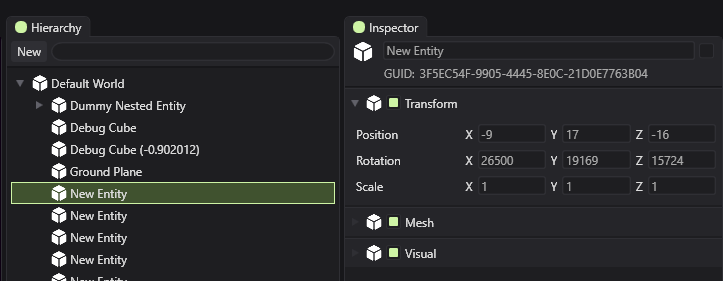 Hierarchy
New
Default World
Dummy Nested Entity
Debug Cube
Debug Cube (-0.902012)
Ground Plane
New Entity
New Entity
New Entity
New Entity
New Entity
Inspector
New Entity
GUID: 3F5EC54F-9905-4445-8E0C-21D0E7763B04
Transform
Position X -9 Y 17 Z -16
Rotation X 26500 Y 19169 Z 15724
Scale X 1 Y 1 Z 1
Mesh
Visual